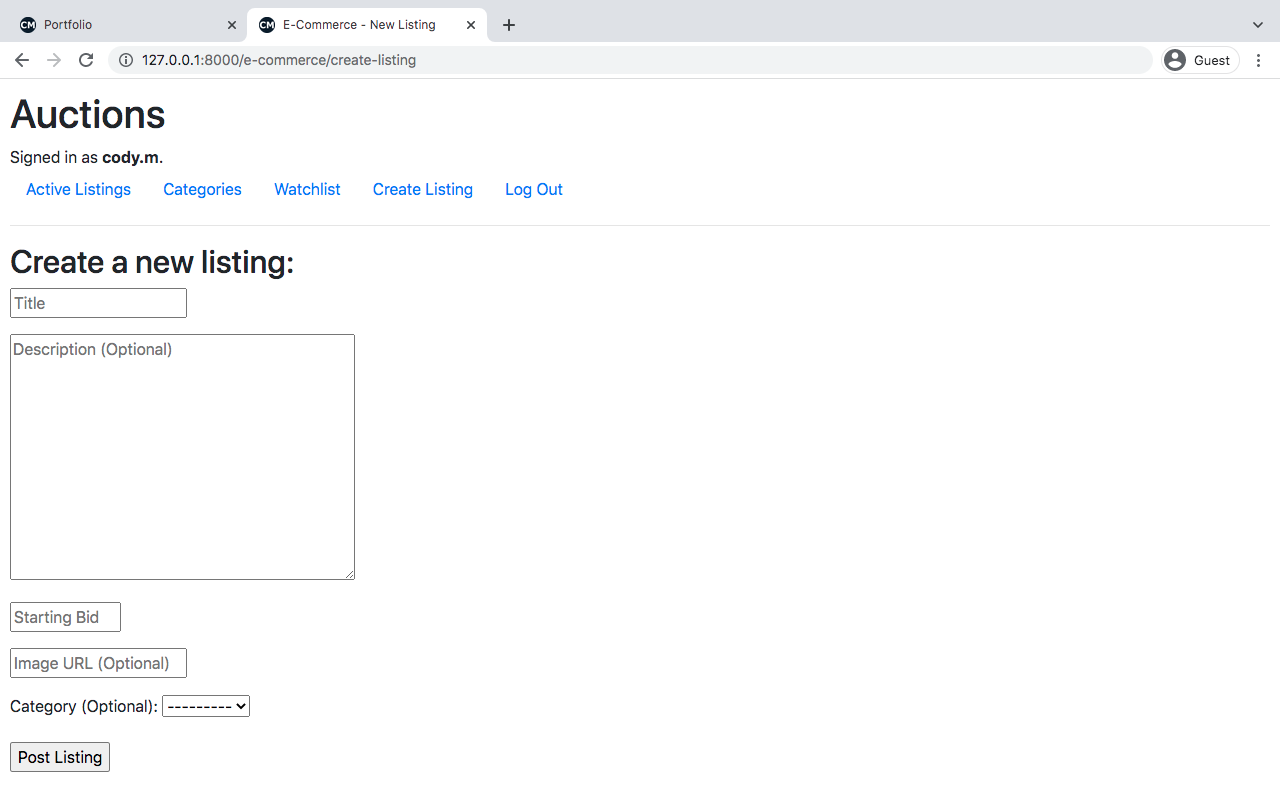 CM Portfolio
CM E-Commerce - New Listing
127.0.0.1:8000/e-commerce/create-listing
Guest
Auctions
Signed in as cody.m.
Active Listings Categories Watchlist Create Listing Log Out
Create a new listing:
Title
Description (Optional)
Starting Bid
Image URL (Optional)
Category (Optional): ---------
Post Listing